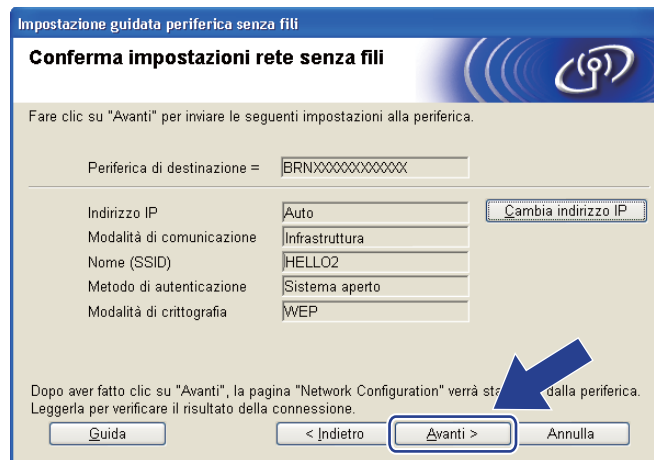 Impostazione guidata periferica senza fili
Conferma impostazioni rete senza fili
Fare clic su "Avanti" per inviare le seguenti impostazioni alla periferica.
Periferica di destinazione = BRNXXXXXXXXXXXX
Indirizzo IP Auto Cambia indirizzo IP
Modalità di comunicazione Infrastruttura
Nome (SSID) HELLO2
Metodo di autenticazione Sistema aperto
Modalità di crittografia WEP
Dopo aver fatto clic su "Avanti", la pagina "Network Configuration" verrà dalla periferica.
Leggerla per verificare il risultato della connessione.
Guida < Indietro Avanti > Annulla